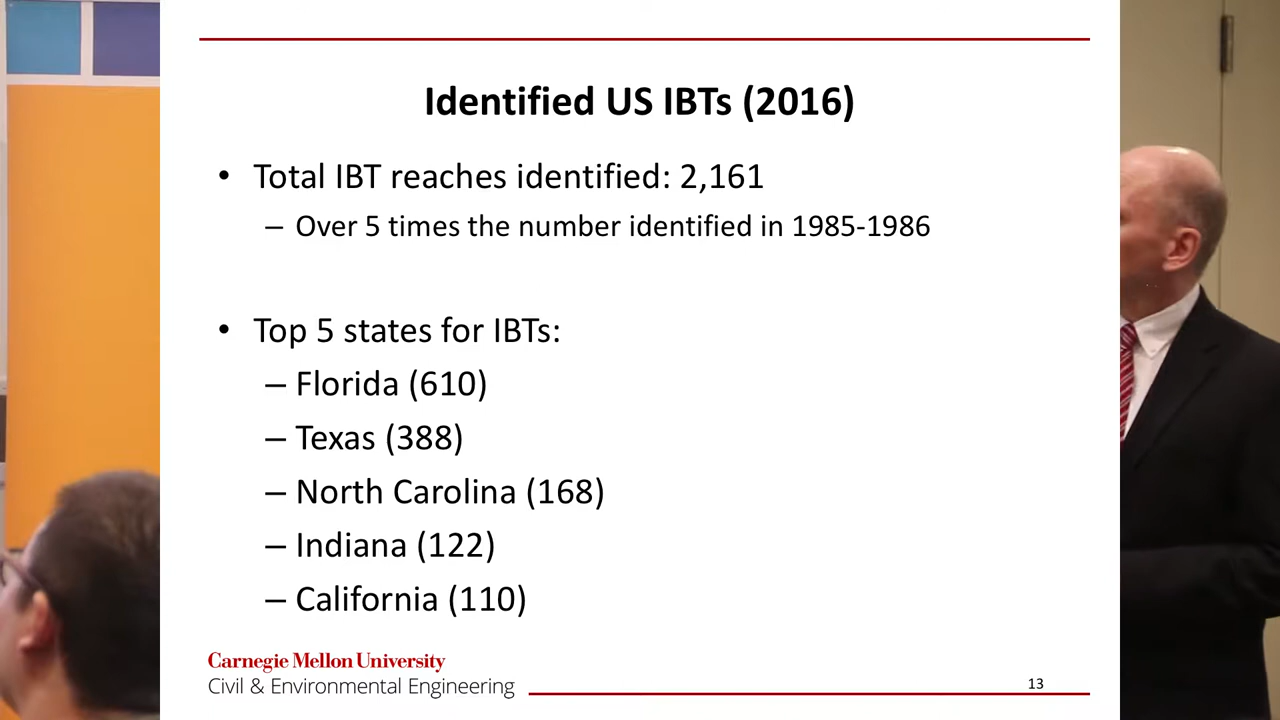 Identified US IBTs (2016)
• Total IBT reaches identified: 2,161
– Over 5 times the number identified in 1985-1986
• Top 5 states for IBTs:
– Florida (610)
– Texas (388)
– North Carolina (168)
– Indiana (122)
– California (110)
Carnegie Mellon University
Civil & Environmental Engineering
13